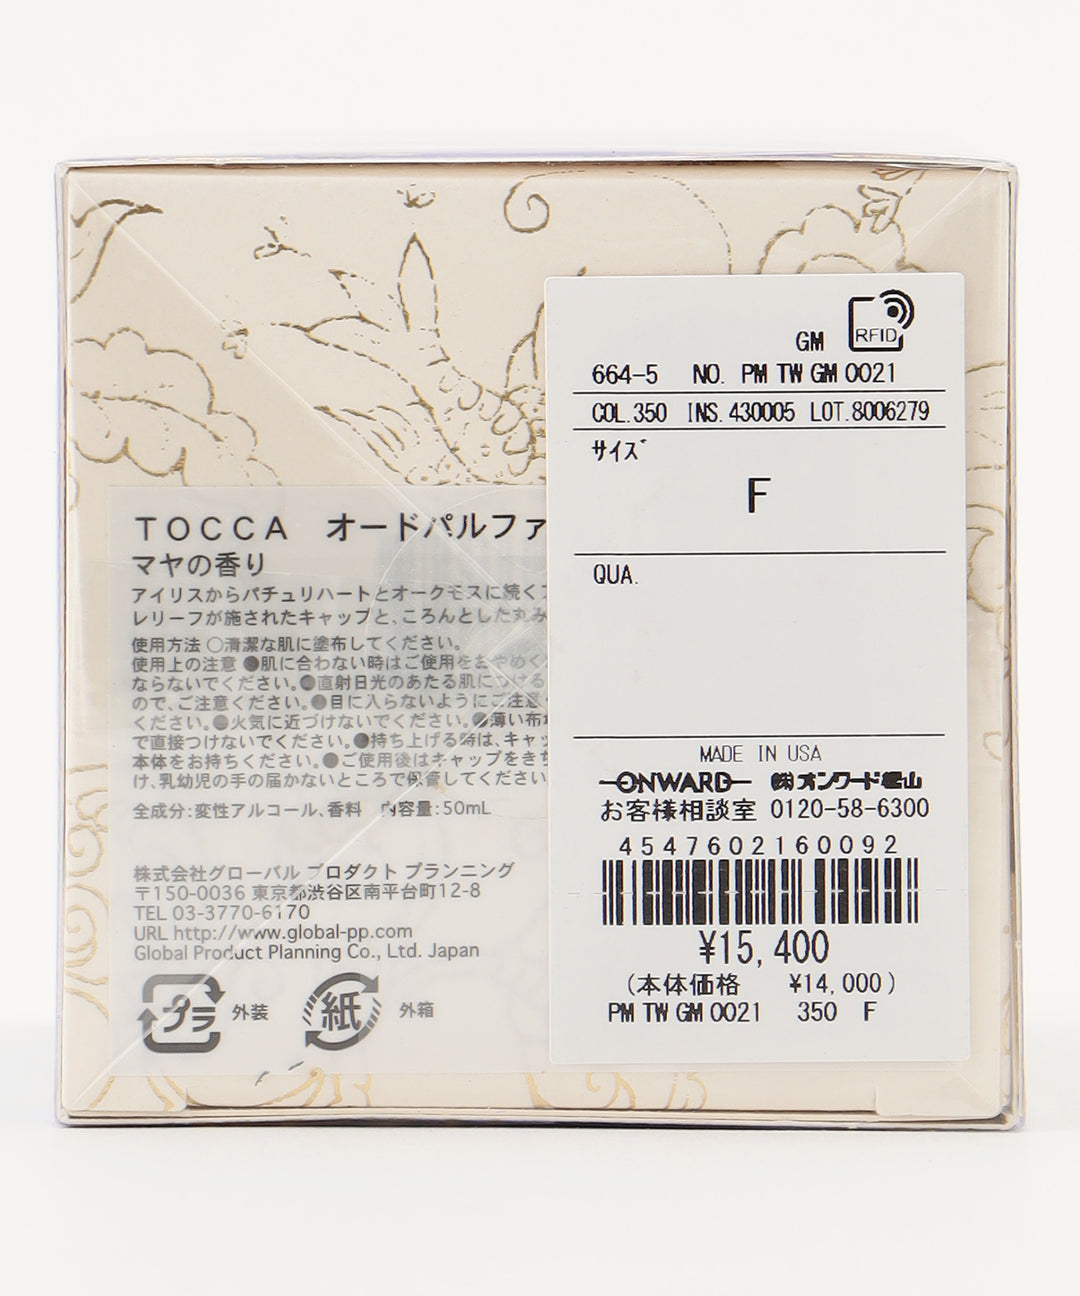 TOCCA オードパルファ
マヤの香り
アイリスからパチュリハートとオークモスに続く
レリーフが施されたキャップと、ころんとした丸み
使用方法 ○清潔な肌に塗布してください。
使用上の注意 ●肌に合わない時はご使用をおやめく
ならないでください。●直射日光のあたる肌につける
ので、ご注意ください。●目に入らないようにご注意
ください。●火気に近づけないでください。●薄い布
で直接つけないでください。●持ち上げる時は、キャッ
本体をお持ちください。●ご使用後はキャップをきち
け、乳幼児の手の届かないところで保管してください
全成分:変性アルコール、香料 内容量:50mL
株式会社グローバル プロダクト プランニング
〒150-0036 東京都渋谷区南平台町12-8
TEL 03-3770-6170
URL http://www.global-pp.com
Global Product Planning Co., Ltd. Japan
プラ 外装 紙 外箱
GM RFID
664-5 NO. PM TW GM 0021
COL.350 INS.430005 LOT.8006279
サイズ
F
QUA.
MADE IN USA
ONWARD ㈱オンワード樫山
お客様相談室 0120-58-6300
4547602160092
¥15,400
(本体価格 ¥14,000)
PM TW GM 0021 350 F